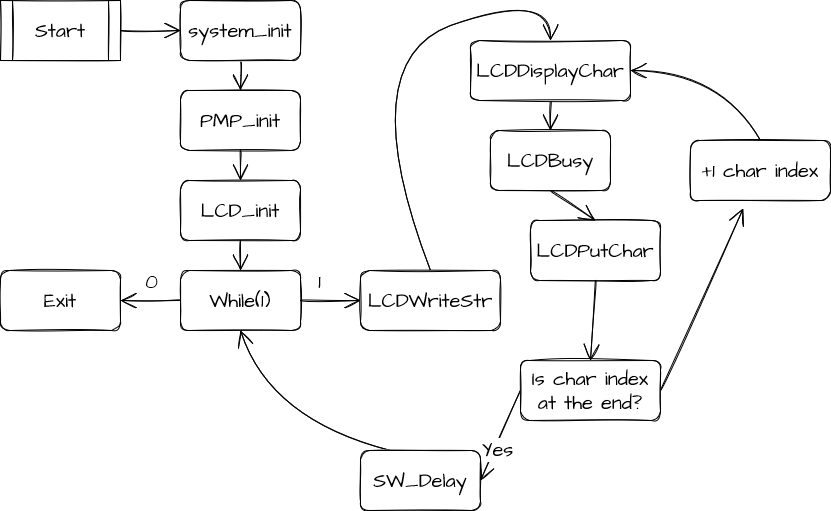 Start
system_init
PMP_init
LCD_init
While(1)
0
Exit
1
LCDWriteStr
LCDDisplayChar
LCDBusy
LCDPutChar
Is char index
at the end?
+1 char index
Yes
SW_Delay